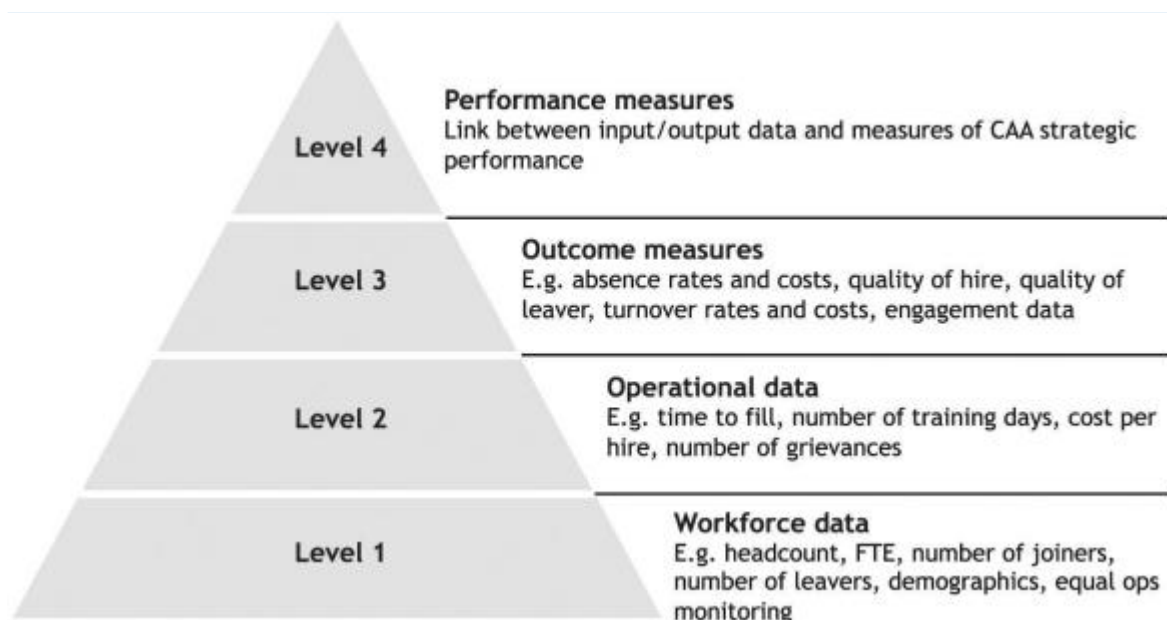 Performance measures
Link between input/output data and measures of CAA strategic
performance
Level 4
Outcome measures
E.g. absence rates and costs, quality of hire, quality of
leaver, turnover rates and costs, engagement data
Level 3
Operational data
E.g. time to fill, number of training days, cost per
hire, number of grievances
Level 2
Workforce data
E.g. headcount, FTE, number of joiners,
number of leavers, demographics, equal ops
monitoring
Level 1